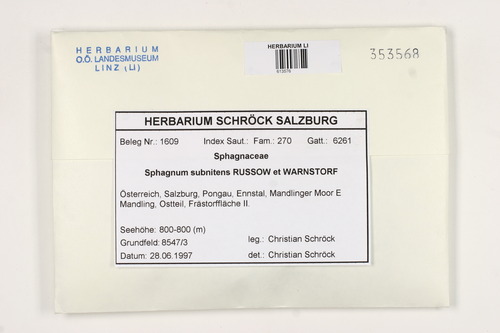 HERBARIUM
O.Ö. LANDESMUSEUM
LINZ (LI)
HERBARIUM LI
353568
HERBARIUM SCHRÖCK SALZBURG
Beleg Nr.: 1609 Index Saut.: Fam.: 270 Gatt.: 6261
Sphagnaceae
Sphagnum subnitens RUSSOW et WARNSTORF
Österreich, Salzburg, Pongau, Ennstal, Mandlinger Moor E
Mandling, Ostteil, Frästorffläche II.
Seehöhe: 800-800 (m)
Grundfeld: 8547/3 leg.: Christian Schröck
Datum: 28.06.1997 det.: Christian Schröck